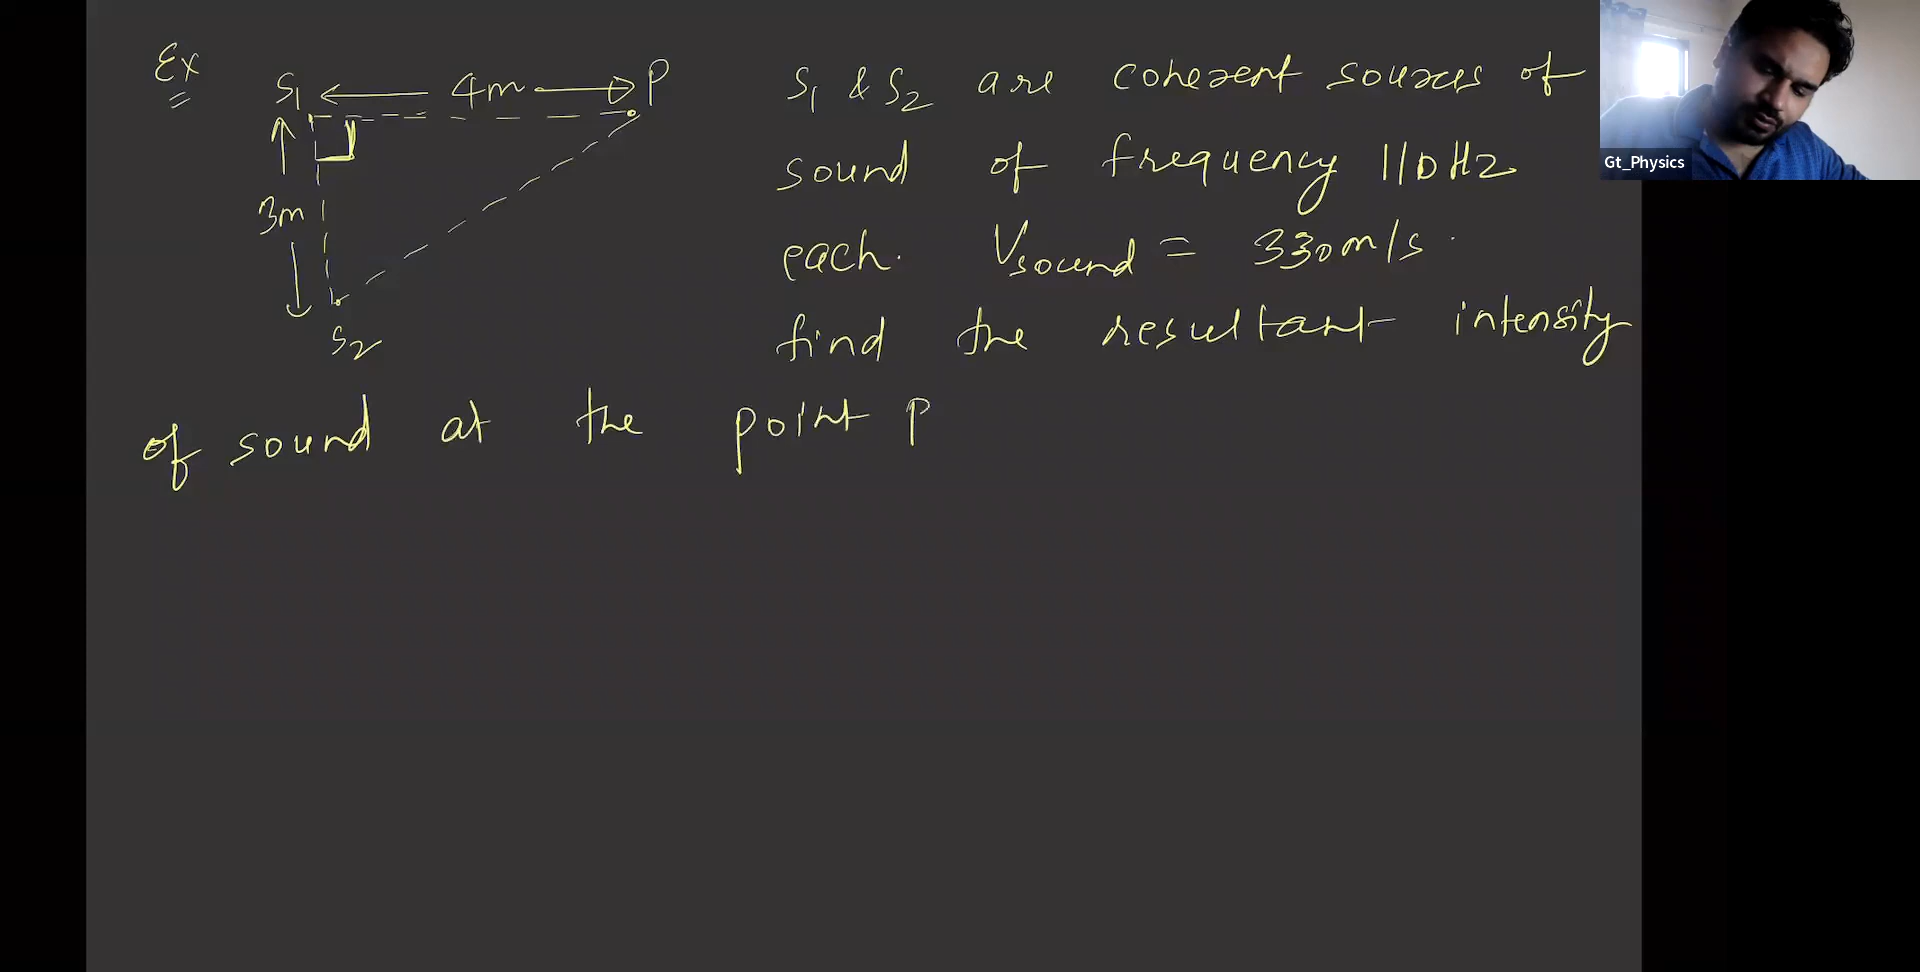 Ex
S1 4m P
3m
S2
S1 & S2 are coherent sources of
sound of frequency 110Hz
each. Vsound = 330m/s.
find the resultant intensity
of sound at the point P
Gt_Physics